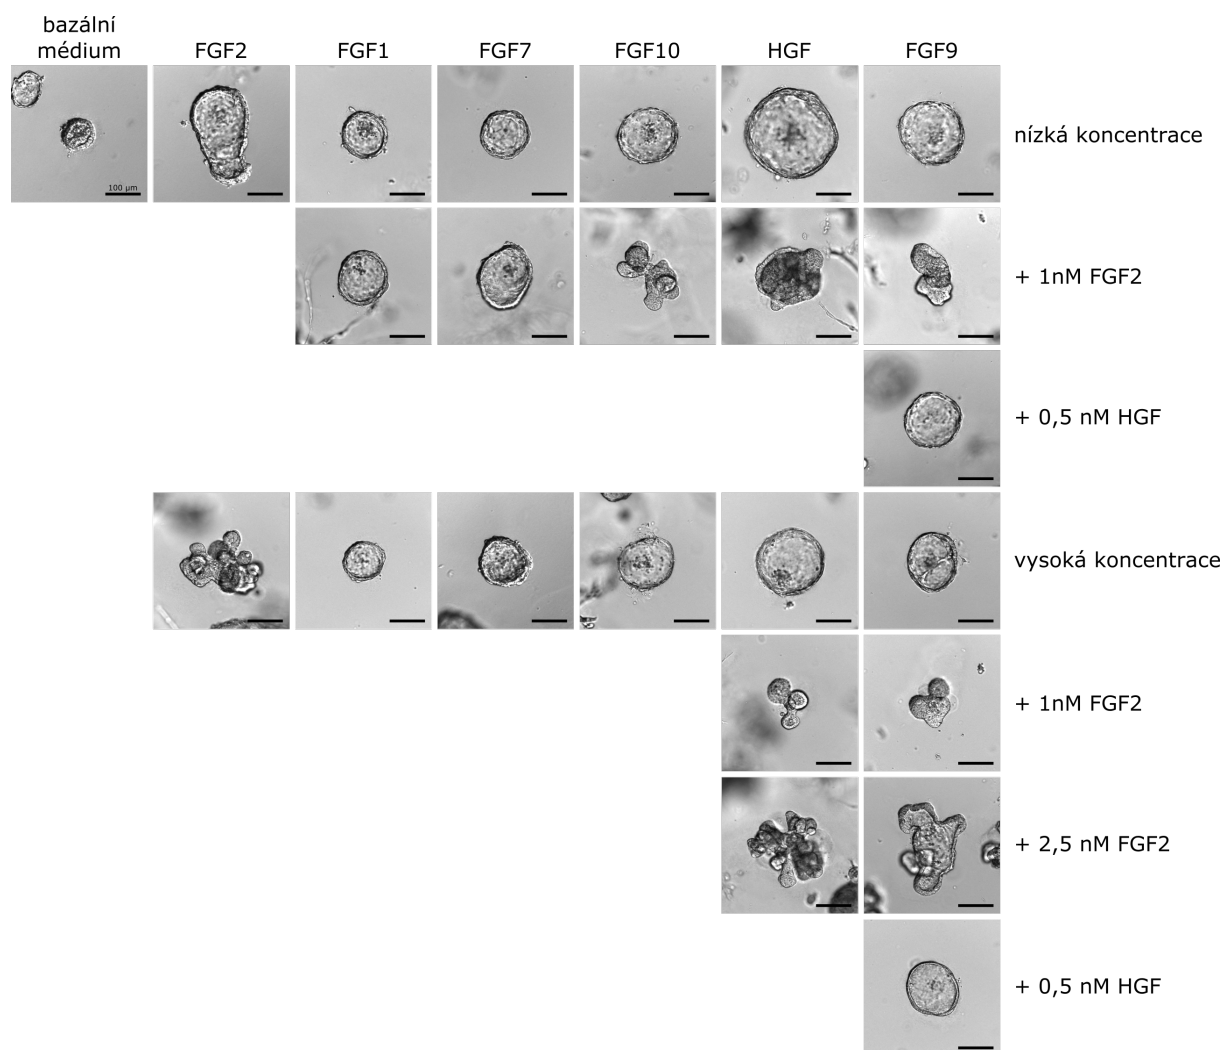 bazální
médium
FGF2
FGF1
FGF7
FGF10
HGF
FGF9
100 µm
nízká koncentrace
+ 1nM FGF2
+ 0,5 nM HGF
vysoká koncentrace
+ 1nM FGF2
+ 2,5 nM FGF2
+ 0,5 nM HGF